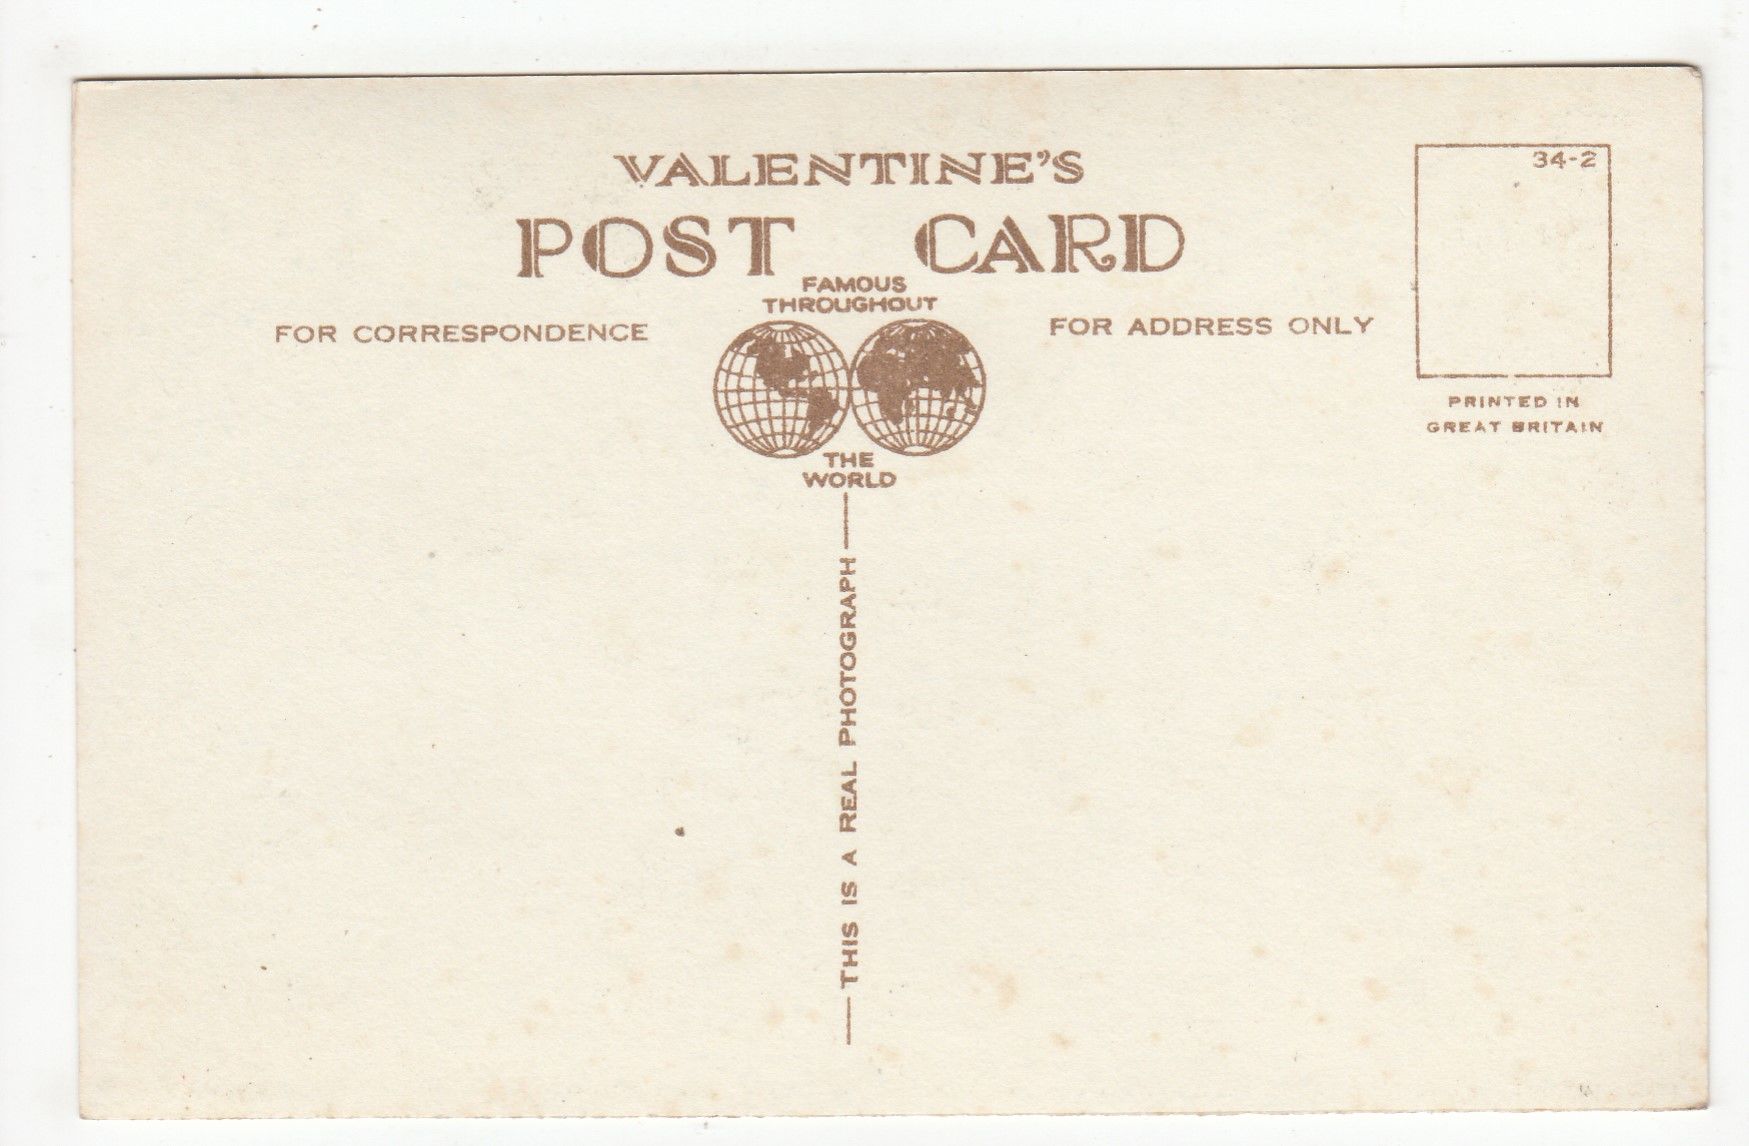 VALENTINE'S
POST CARD
FAMOUS
THROUGHOUT
THE
WORLD
FOR CORRESPONDENCE
FOR ADDRESS ONLY
34-2
PRINTED IN
GREAT BRITAIN
THIS IS A REAL PHOTOGRAPH